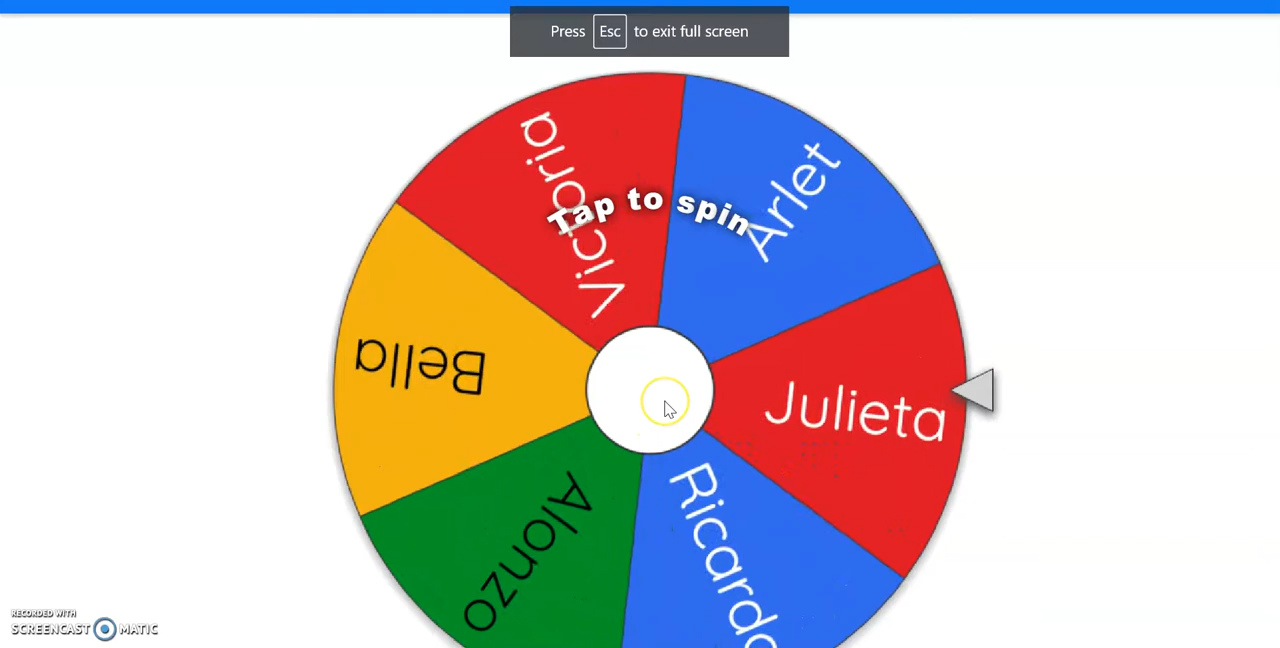 Press Esc to exit full screen
Tap to spin
Victoria
Arlet
Julieta
Bella
Alonzo
Ricardo
RECORDED WITH
SCREENCAST MATIC